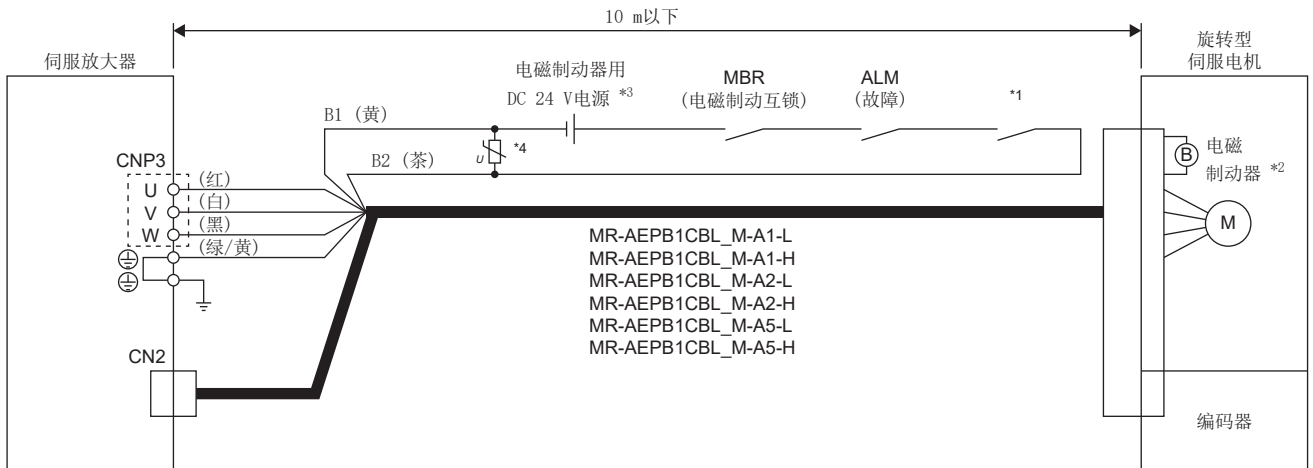 10 m以下
伺服放大器
旋转型
伺服电机
电磁制动器用
DC 24 V电源 *3
MBR
(电磁制动互锁)
ALM
(故障)
*1
B1 (黄)
U
*4
B2 (茶)
B
电磁
制动器 *2
CNP3
U
(红)
V
(白)
W
(黑)
(绿/黄)
M
MR-AEPB1CBL_M-A1-L
MR-AEPB1CBL_M-A1-H
MR-AEPB1CBL_M-A2-L
MR-AEPB1CBL_M-A2-H
MR-AEPB1CBL_M-A5-L
MR-AEPB1CBL_M-A5-H
CN2
编码器